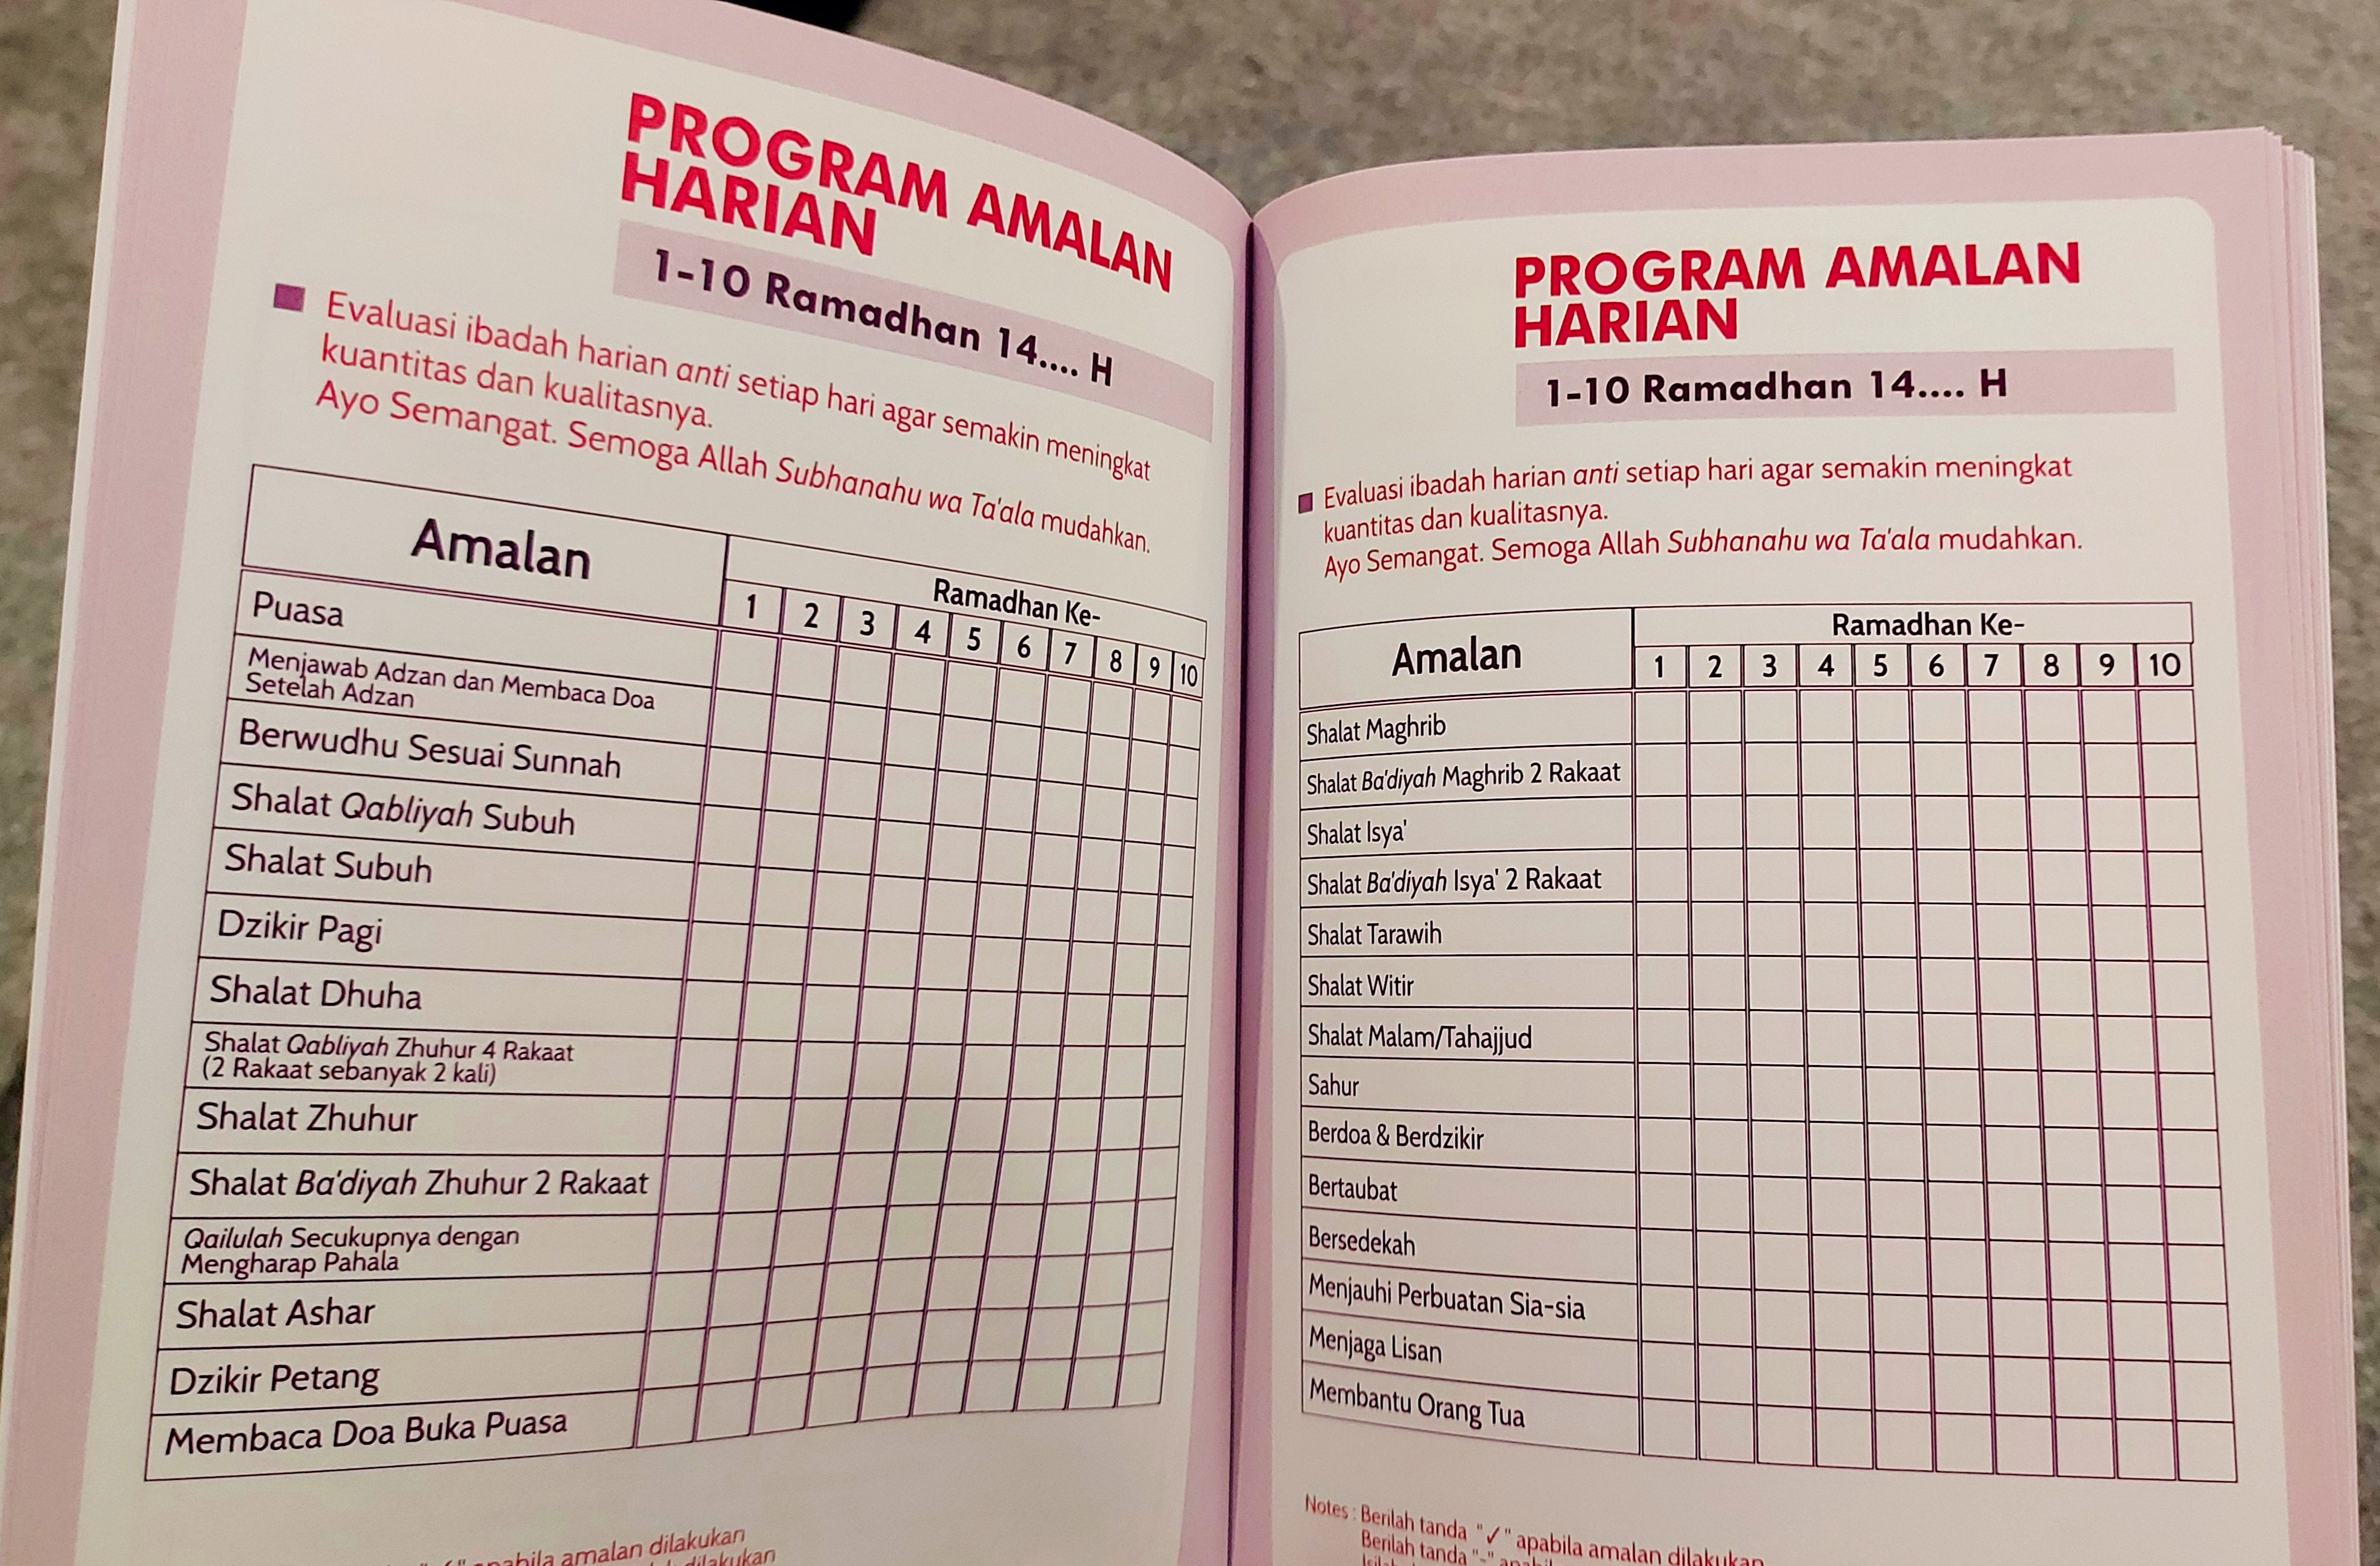 PROGRAM AMALAN
HARIAN
1-10 Ramadhan 14.... H
Evaluasi ibadah harian anti setiap hari agar semakin meningkat
kuantitas dan kualitasnya.
Ayo Semangat. Semoga Allah Subhanahu wa Ta'ala mudahkan.
Amalan
Ramadhan Ke-
1 2 3 4 5 6 7 8 9 10
Puasa
Menjawab Adzan dan Membaca Doa
Setelah Adzan
Berwudhu Sesuai Sunnah
Shalat Qabliyah Subuh
Shalat Subuh
Dzikir Pagi
Shalat Dhuha
Shalat Qabliyah Zhuhur 4 Rakaat
(2 Rakaat sebanyak 2 kali)
Shalat Zhuhur
Shalat Ba'diyah Zhuhur 2 Rakaat
Qailulah Secukupnya dengan
Mengharap Pahala
Shalat Ashar
Dzikir Petang
Membaca Doa Buka Puasa
apabila amalan dilakukan
dilakukan
PROGRAM AMALAN
HARIAN
1-10 Ramadhan 14.... H
Evaluasi ibadah harian anti setiap hari agar semakin meningkat
kuantitas dan kualitasnya.
Ayo Semangat. Semoga Allah Subhanahu wa Ta'ala mudahkan.
Amalan
Ramadhan Ke-
1 2 3 4 5 6 7 8 9 10
Shalat Maghrib
Shalat Ba'diyah Maghrib 2 Rakaat
Shalat Isya'
Shalat Ba'diyah Isya' 2 Rakaat
Shalat Tarawih
Shalat Witir
Shalat Malam/Tahajjud
Sahur
Berdoa & Berdzikir
Bertaubat
Bersedekah
Menjauhi Perbuatan Sia-sia
Menjaga Lisan
Membantu Orang Tua
Notes : Berilah tanda "✓" apabila amalan dilakukan
Berilah tanda "-"